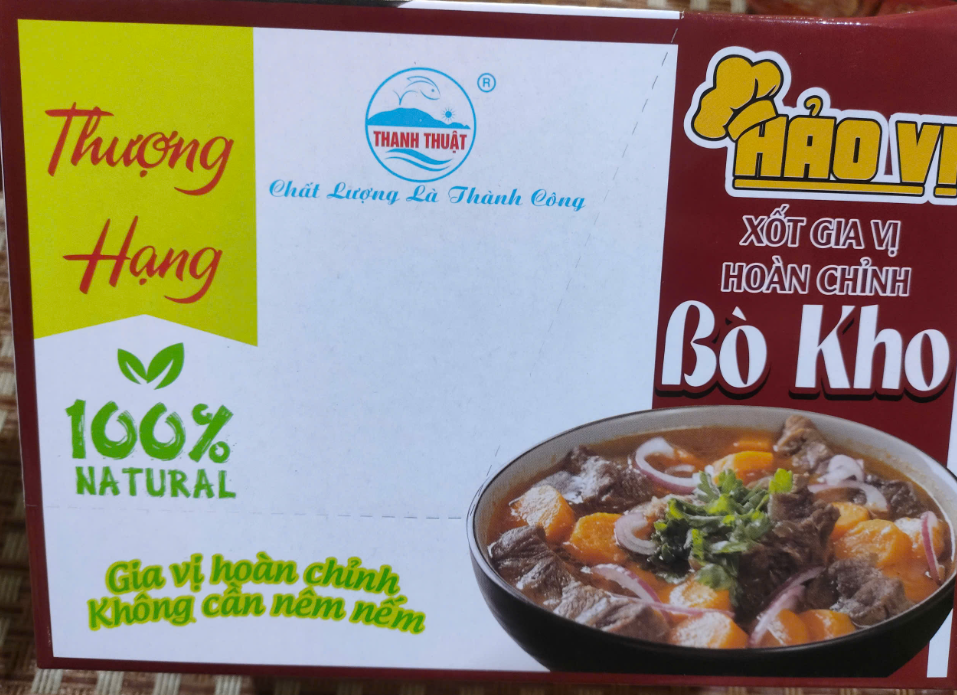 Thượng
Hạng
100%
NATURAL
Gia vị hoàn chỉnh
Không cần nêm nếm
®
THANH THUẬT
Chất Lượng Là Thành Công
HẢO VỊ
XỐT GIA VỊ
HOÀN CHỈNH
Bò Kho